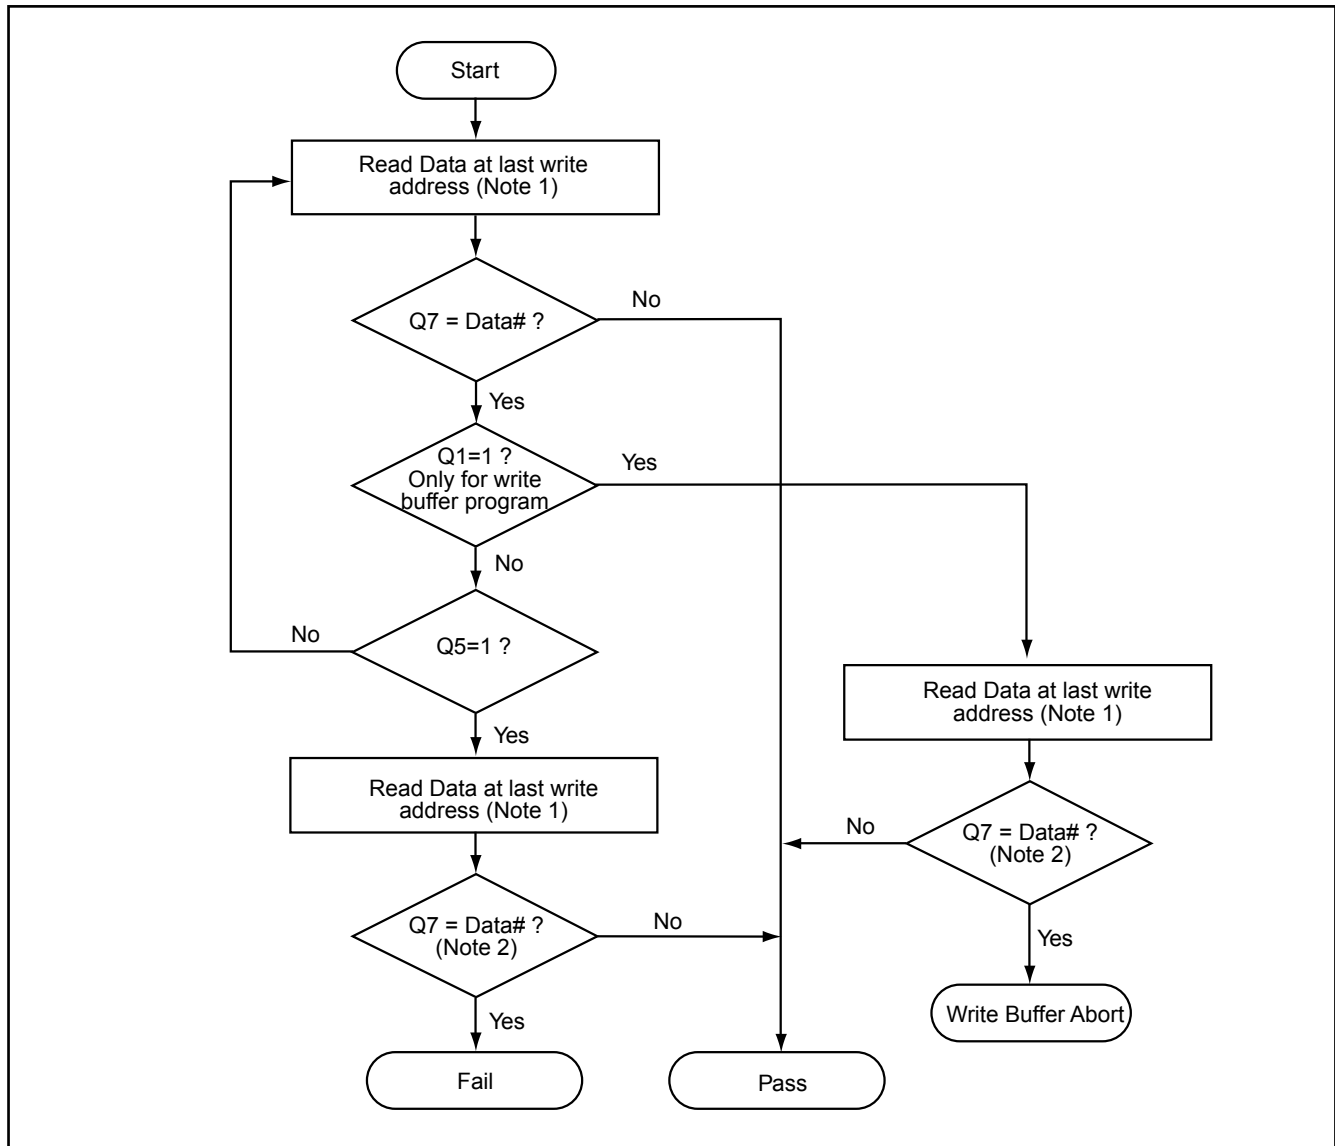 Start
Read Data at last write
address (Note 1)
Q7 = Data# ?
No
Yes
Q1=1 ?
Only for write
buffer program
Yes
No
Q5=1 ?
No
Yes
Read Data at last write
address (Note 1)
Read Data at last write
address (Note 1)
Q7 = Data# ?
(Note 2)
No
Yes
Q7 = Data# ?
(Note 2)
No
Yes
Write Buffer Abort
Fail
Pass